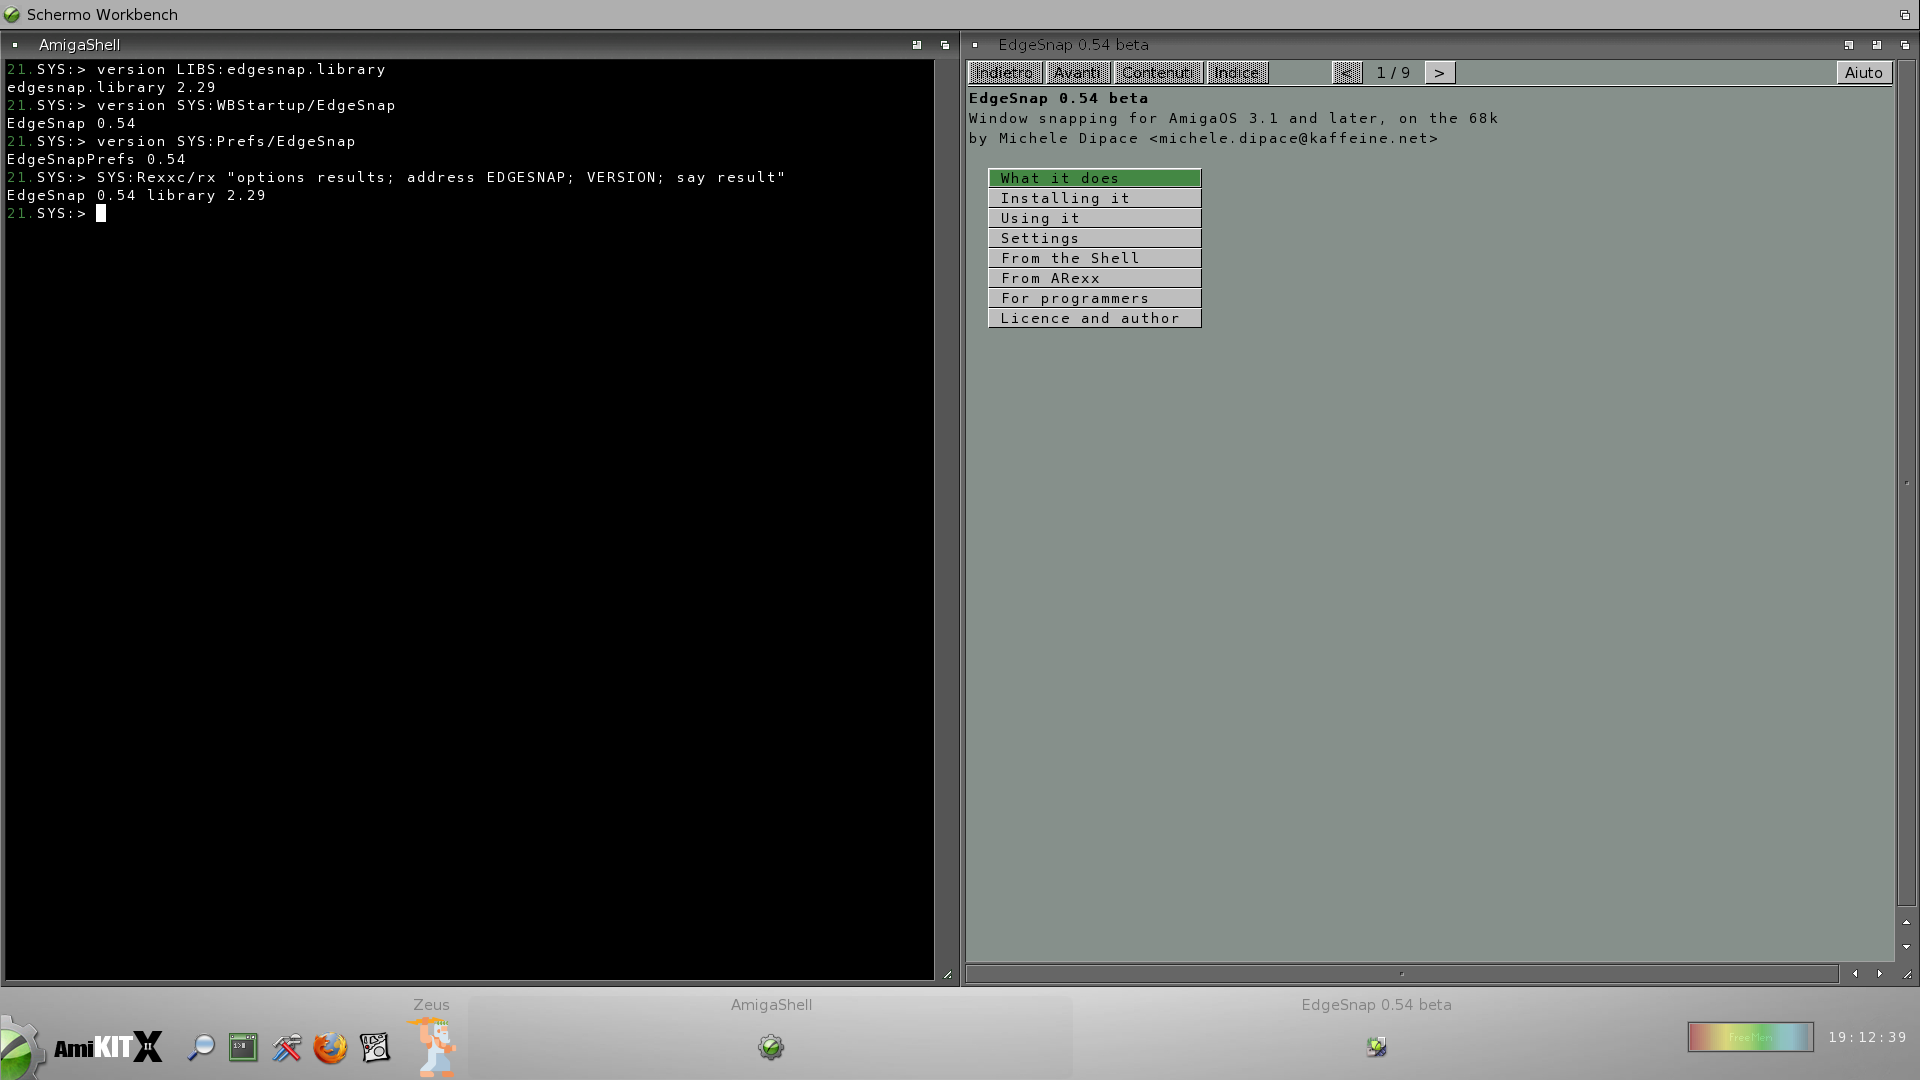 Schermo Workbench
AmigaShell
21.SYS:> version LIBS:edgesnap.library
edgesnap.library 2.29
21.SYS:> version SYS:WBStartup/EdgeSnap
EdgeSnap 0.54
21.SYS:> version SYS:Prefs/EdgeSnap
EdgeSnapPrefs 0.54
21.SYS:> SYS:Rexxc/rx "options results; address EDGESNAP; VERSION; say result"
EdgeSnap 0.54 library 2.29
21.SYS:>
EdgeSnap 0.54 beta
Indietro Avanti Contenuti Indice < 1 / 9 > Aiuto
EdgeSnap 0.54 beta
Window snapping for AmigaOS 3.1 and later, on the 68k
by Michele Dipace <michele.dipace@kaffeine.net>
What it does
Installing it
Using it
Settings
From the Shell
From ARexx
For programmers
Licence and author
Zeus AmigaShell EdgeSnap 0.54 beta
AmiKIT X II
FreeMem
19:12:39